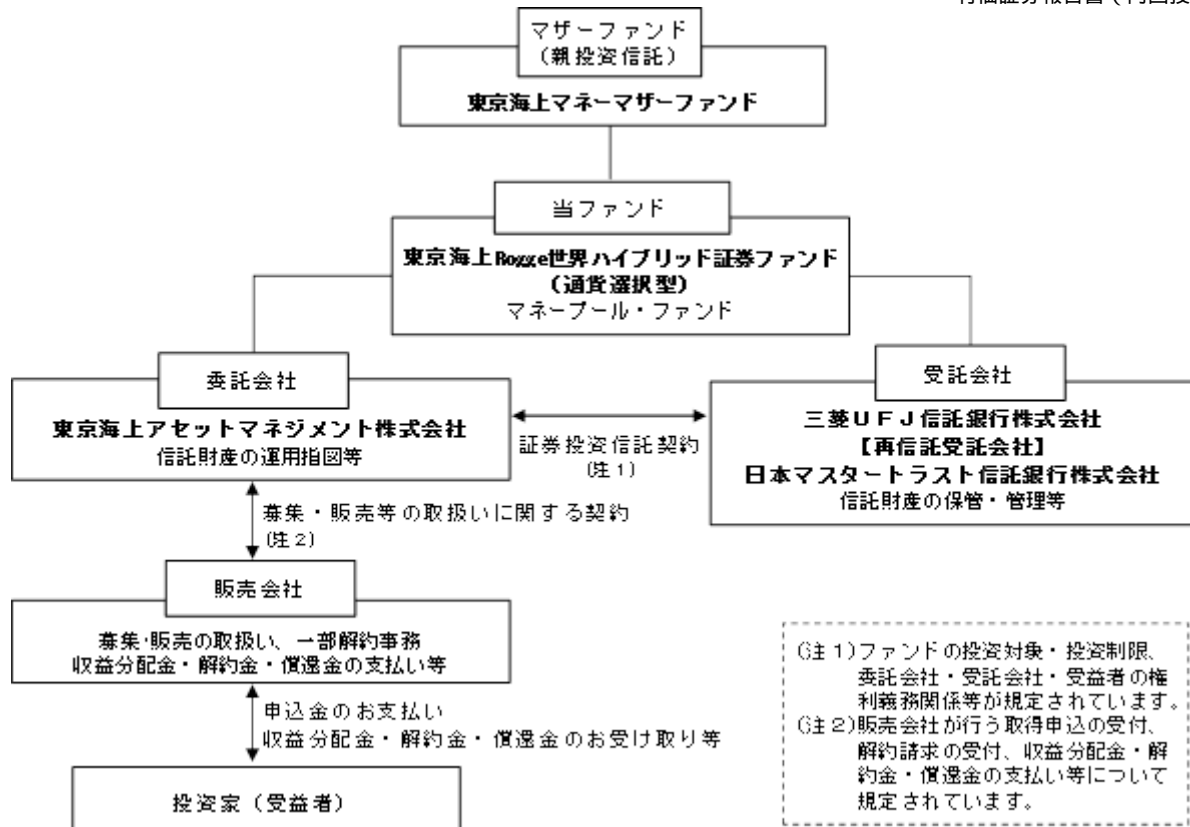 マザーファンド
（親投資信託）
東京海上マネーマザーファンド
当ファンド
東京海上Rogge世界ハイブリッド証券ファンド
（通貨選択型）
マネープール・ファンド
委託会社
東京海上アセットマネジメント株式会社
信託財産の運用指図等
証券投資信託契約
(注１)
受託会社
三菱ＵＦＪ信託銀行株式会社
【再信託受託会社】
日本マスタートラスト信託銀行株式会社
信託財産の保管・管理等
募集・販売等の取扱いに関する契約
(注２)
販売会社
募集・販売の取扱い、一部解約事務
収益分配金・解約金・償還金の支払い等
申込金のお支払い
収益分配金・解約金・償還金のお受け取り等
投資家（受益者）
(注１)ファンドの投資対象・投資制限、
委託会社・受託会社・受益者の権
利義務関係等が規定されています。
(注２)販売会社が行う取得申込の受付、
解約請求の受付、収益分配金・解
約金・償還金の支払い等について
規定されています。